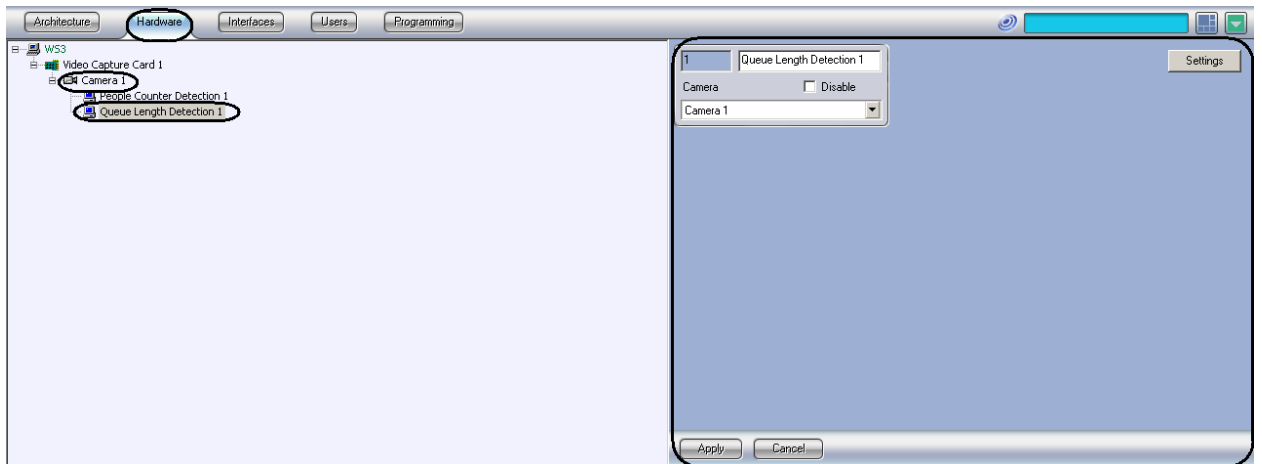 Architecture Hardware Interfaces Users Programming
WS3
Video Capture Card 1
Camera 1
People Counter Detection 1
Queue Length Detection 1
1 Queue Length Detection 1 Settings
Camera Disable
Camera 1
Apply Cancel